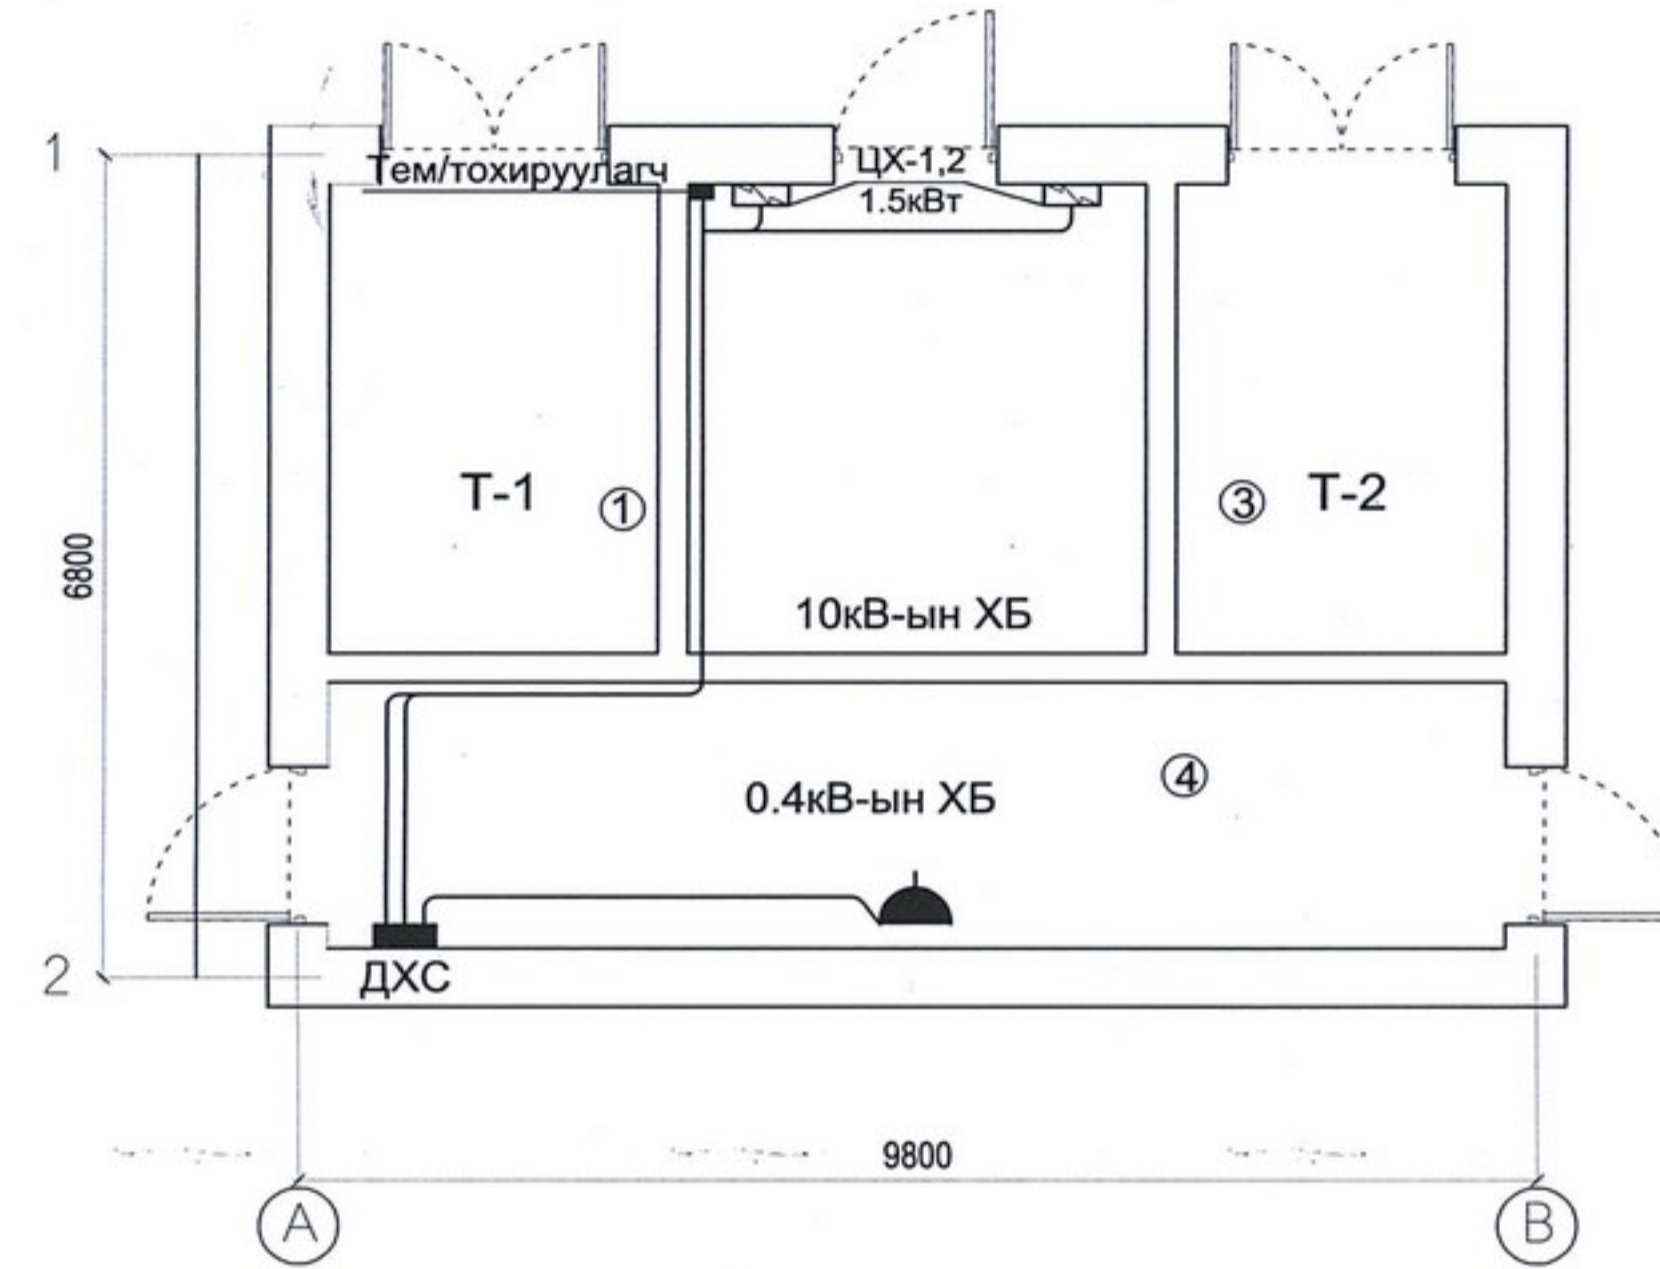 1
Тем/тохируулагч
ЦХ-1,2
1.5кВт
Т-1
1
3
Т-2
6800
10кВ-ын ХБ
4
0.4кВ-ын ХБ
2
ДХС
9800
A
B